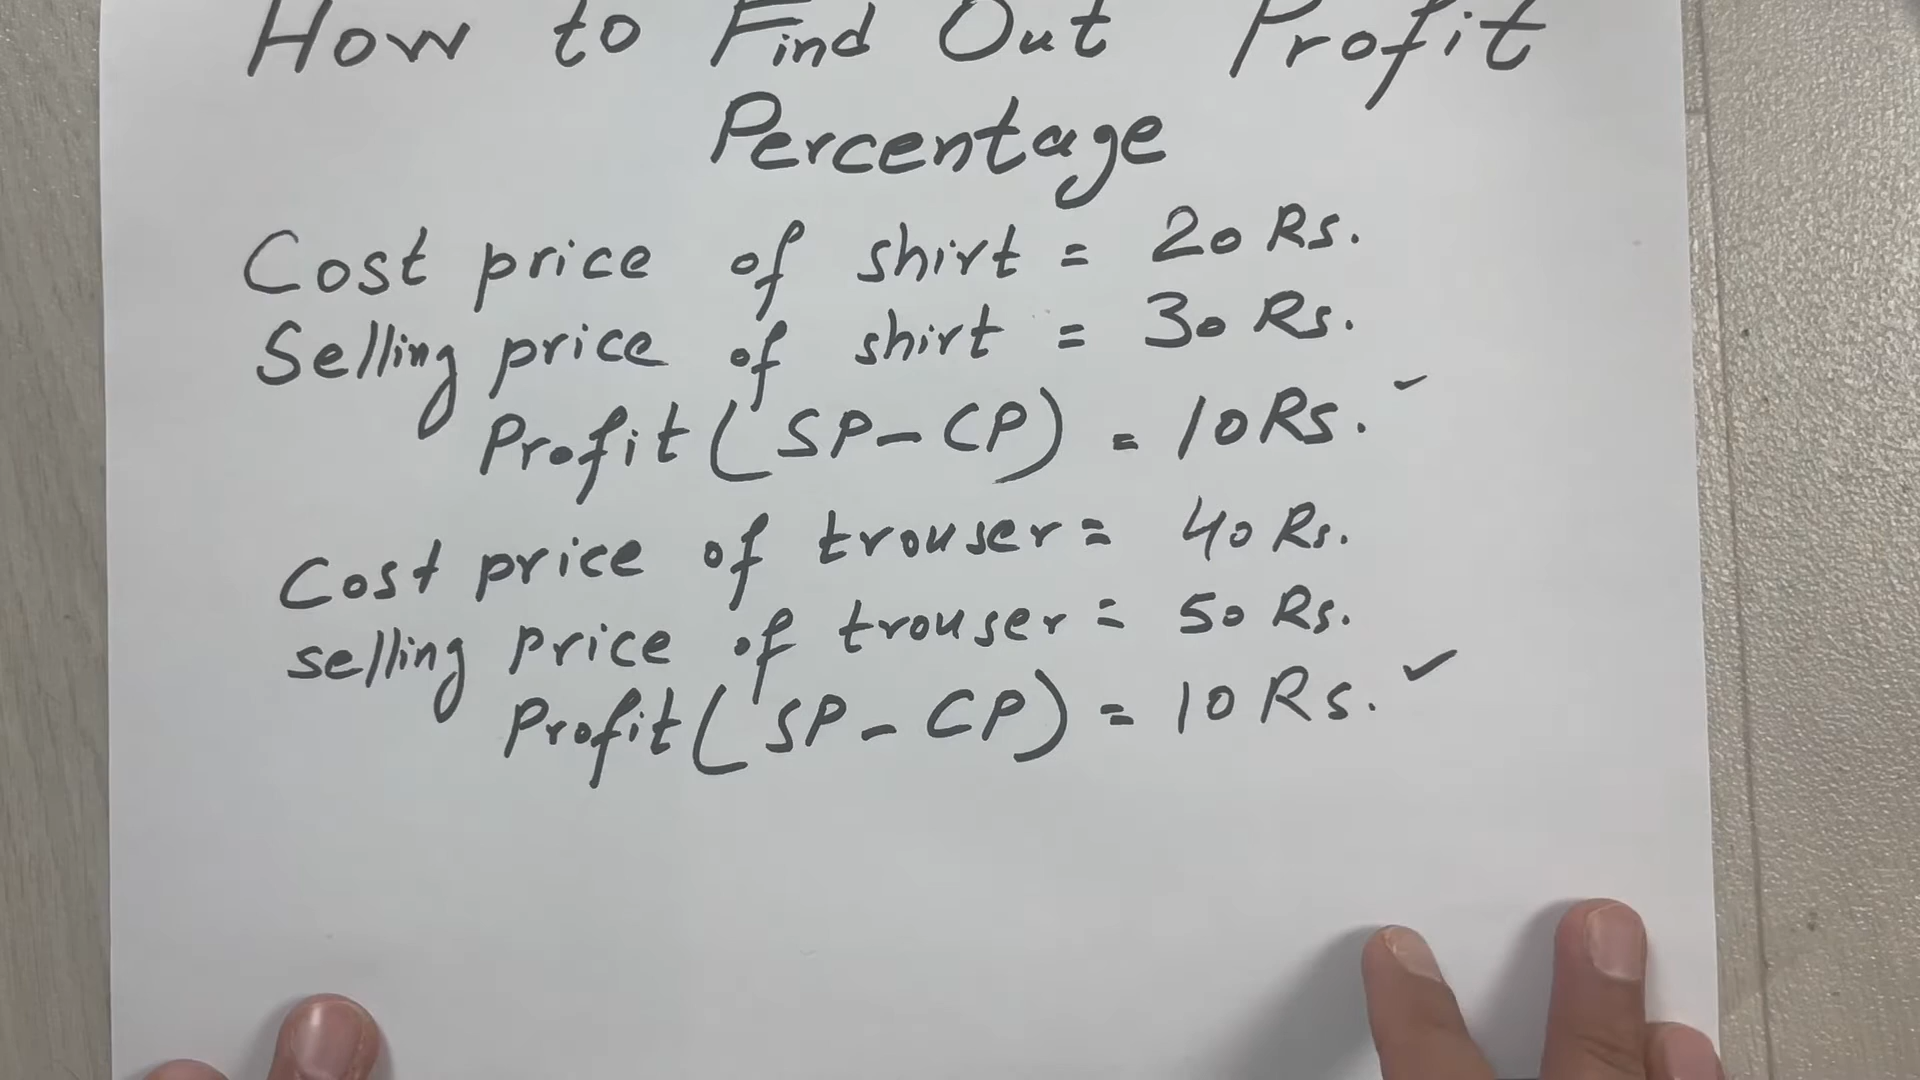 How to Find Out Profit
Percentage
Cost price of shirt = 20 Rs.
Selling price of shirt = 30 Rs.
Profit (SP - CP) = 10 Rs.
Cost price of trouser = 40 Rs.
selling price of trouser = 50 Rs.
Profit (SP - CP) = 10 Rs. ✓